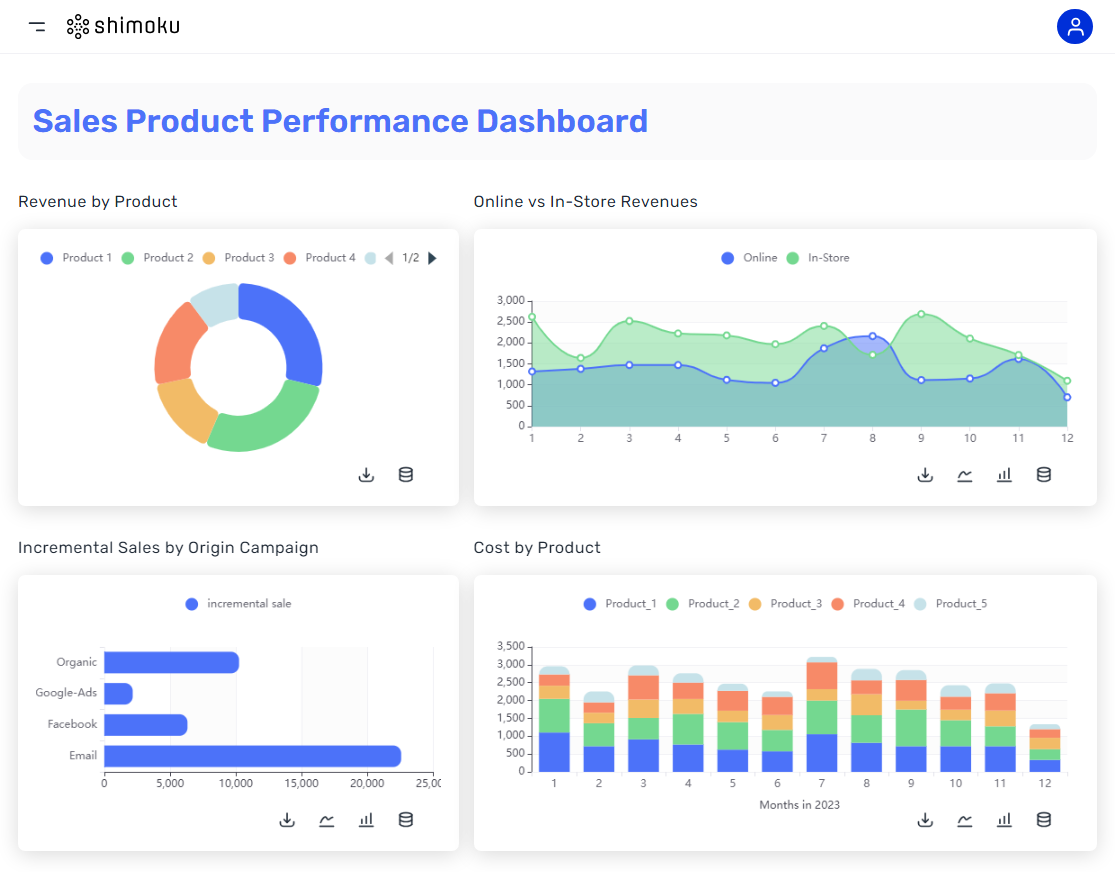 shimoku
Sales Product Performance Dashboard
Revenue by Product
Product 1 Product 2 Product 3 Product 4 1/2
Online vs In-Store Revenues
Online In-Store
3,000
2,500
2,000
1,500
1,000
500
0
1 2 3 4 5 6 7 8 9 10 11 12
Incremental Sales by Origin Campaign
incremental sale
Organic
Google-Ads
Facebook
Email
0 5,000 10,000 15,000 20,000 25,00
Cost by Product
Product_1 Product_2 Product_3 Product_4 Product_5
3,500
3,000
2,500
2,000
1,500
1,000
500
0
1 2 3 4 5 6 7 8 9 10 11 12
Months in 2023